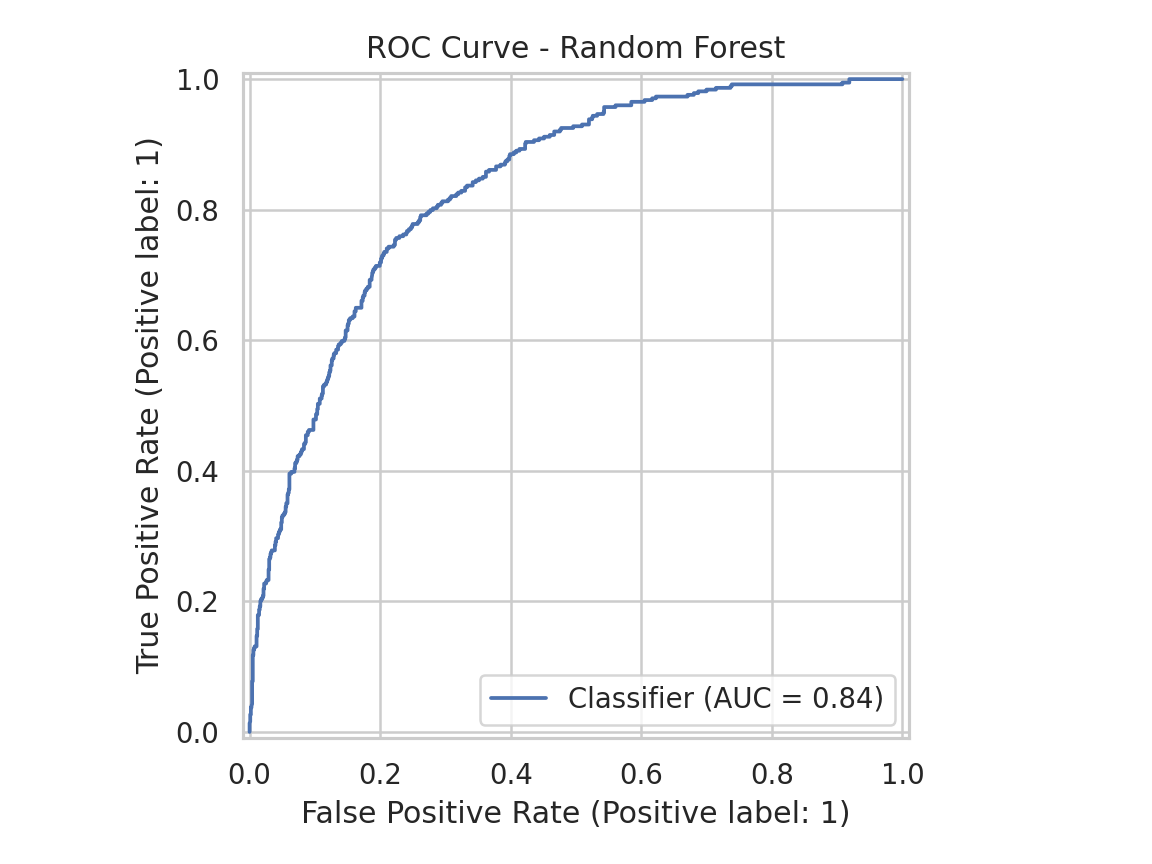 ROC Curve - Random Forest
True Positive Rate (Positive label: 1)
1.0
0.8
0.6
0.4
0.2
0.0
Classifier (AUC = 0.84)
0.0 0.2 0.4 0.6 0.8 1.0
False Positive Rate (Positive label: 1)